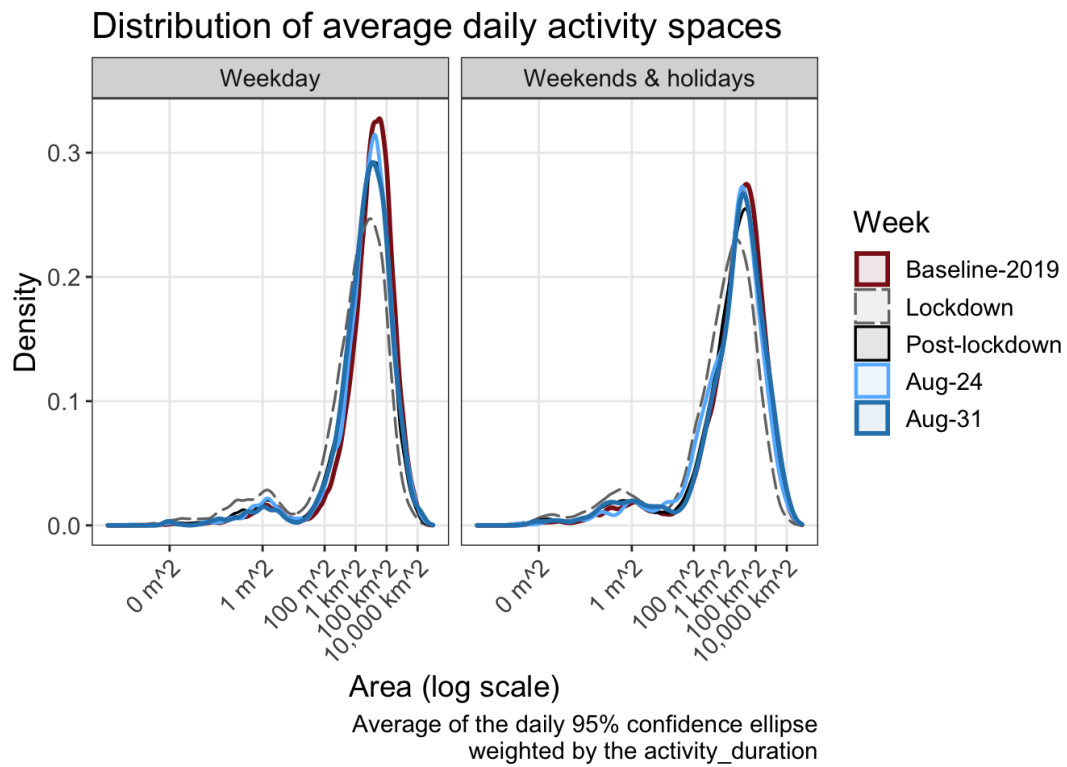 Distribution of average daily activity spaces
Weekday
Weekends & holidays
Density
0.3
0.2
0.1
0.0
0 m^2
1 m^2
100 m^2
1 km^2
100 km^2
10,000 km^2
0 m^2
1 m^2
100 m^2
1 km^2
100 km^2
10,000 km^2
Area (log scale)
Average of the daily 95% confidence ellipse
weighted by the activity_duration
Week
Baseline-2019
Lockdown
Post-lockdown
Aug-24
Aug-31